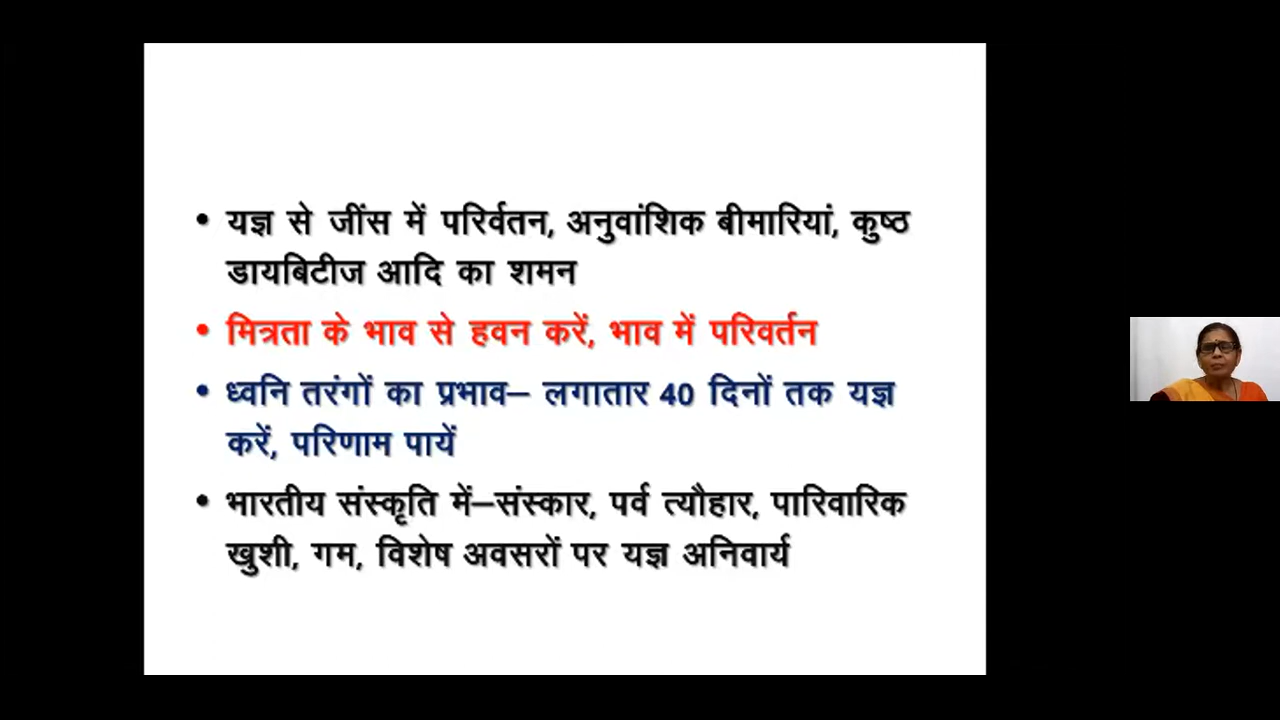 • यज्ञ से जींस में परिर्वतन, अनुवांशिक बीमारियां, कुष्ठ
डायबिटीज आदि का शमन
• मित्रता के भाव से हवन करें, भाव में परिवर्तन
• ध्वनि तरंगों का प्रभाव– लगातार 40 दिनों तक यज्ञ
करें, परिणाम पायें
• भारतीय संस्कृति में–संस्कार, पर्व त्यौहार, पारिवारिक
खुशी, गम, विशेष अवसरों पर यज्ञ अनिवार्य